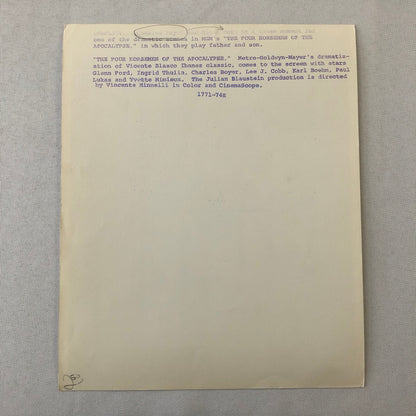 one of the dramatic scenes in MGM's "THE FOUR HORSEMEN OF THE
APOCALYPSE," in which they play father and son.
"THE FOUR HORSEMEN OF THE APOCALYPSE," Metro-Goldwyn-Mayer's dramatiz-
ation of Vicente Blasco Ibanez classic, comes to the screen with stars
Glenn Ford, Ingrid Thulin, Charles Boyer, Lee J. Cobb, Karl Boehm, Paul
Lukas and Yvette Mimieux. The Julian Blaustein production is directed
by Vincente Minnelli in Color and CinemaScope.
1771-74g